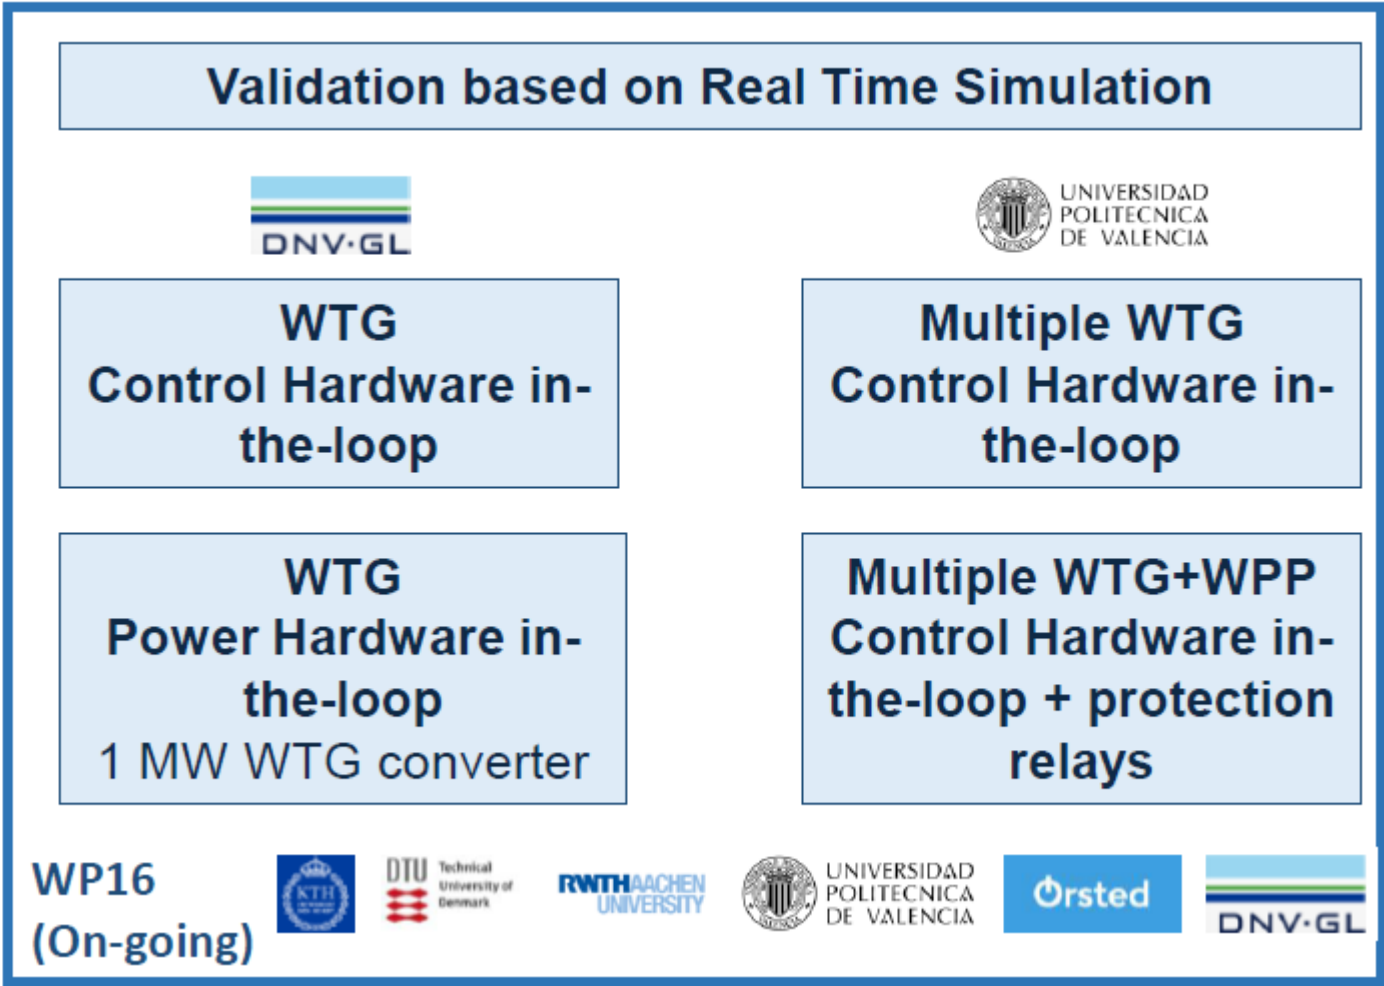 Validation based on Real Time Simulation
DNV·GL
UNIVERSIDAD
POLITECNICA
DE VALENCIA
WTG
Control Hardware in-
the-loop
Multiple WTG
Control Hardware in-
the-loop
WTG
Power Hardware in-
the-loop
1 MW WTG converter
Multiple WTG+WPP
Control Hardware in-
the-loop + protection
relays
WP16
(On-going)
KTH
DTU
Technical
University of
Denmark
RWTHAACHEN
UNIVERSITY
UNIVERSIDAD
POLITECNICA
DE VALENCIA
Ørsted
DNV·GL